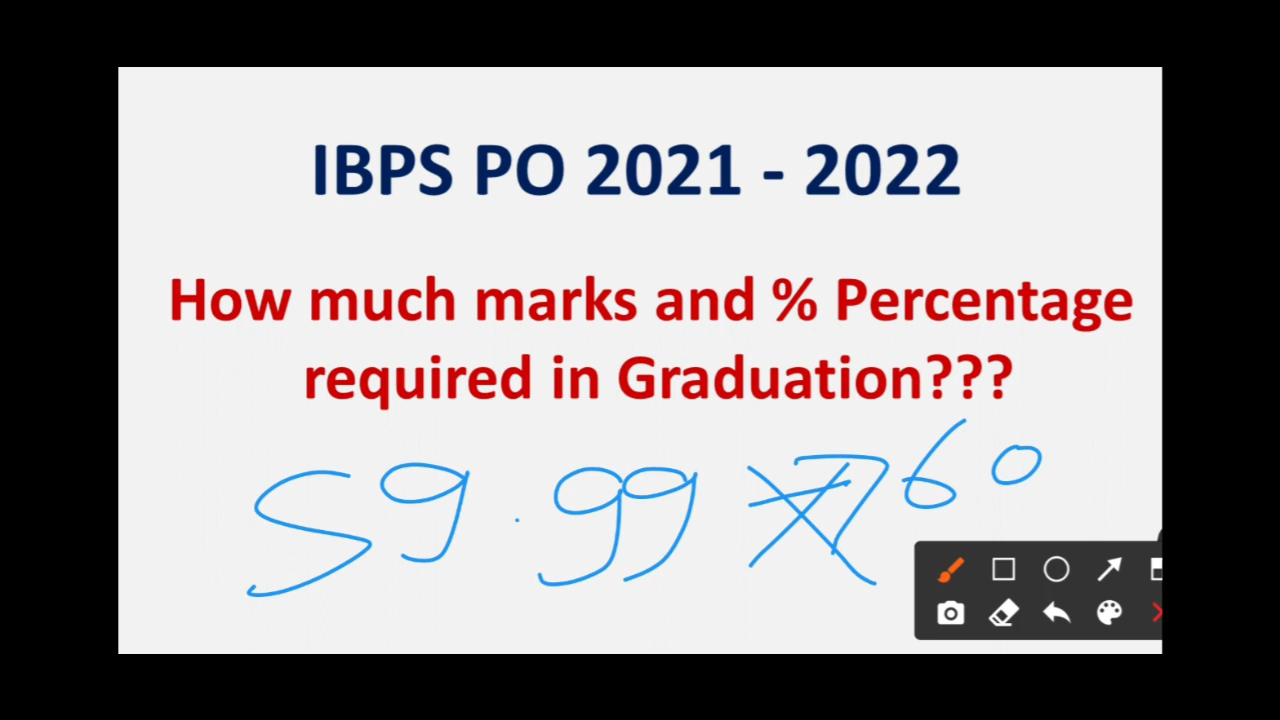 IBPS PO 2021 - 2022
How much marks and % Percentage
required in Graduation???
59.99 60